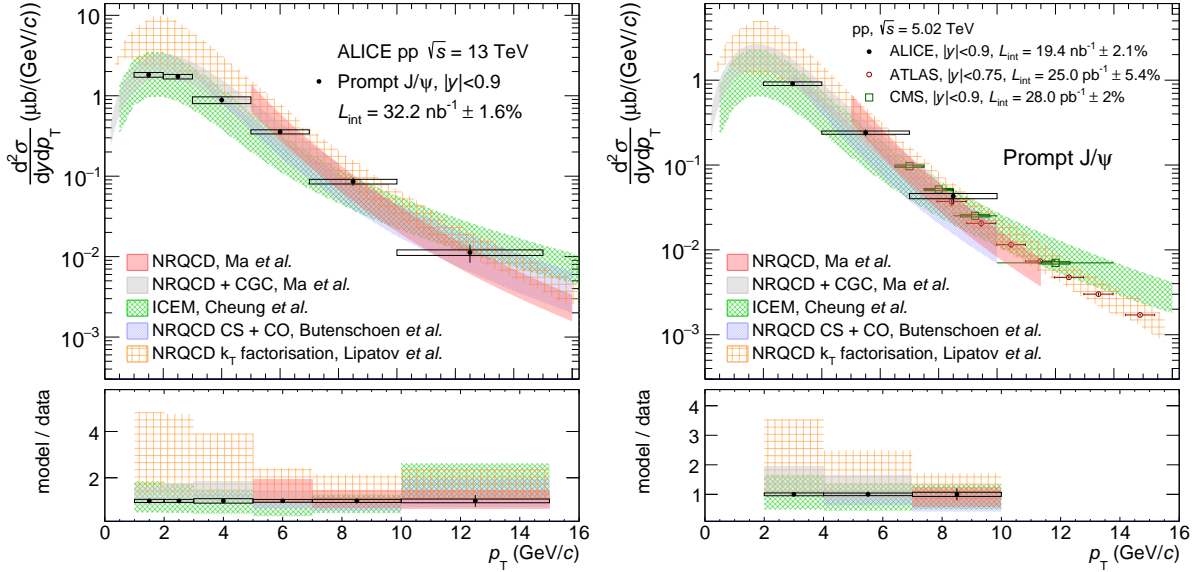 d²σ/dydp_T (μb/(GeV/c))
10
1
10⁻¹
10⁻²
10⁻³
ALICE pp √s = 13 TeV
Prompt J/ψ, |y|<0.9
L_int = 32.2 nb⁻¹ ± 1.6%
NRQCD, Ma et al.
NRQCD + CGC, Ma et al.
ICEM, Cheung et al.
NRQCD CS + CO, Butenschoen et al.
NRQCD k_T factorisation, Lipatov et al.
model / data
4
2
0 2 4 6 8 10 12 14 16
p_T (GeV/c)
d²σ/dydp_T (μb/(GeV/c))
10
1
10⁻¹
10⁻²
10⁻³
pp, √s = 5.02 TeV
ALICE, |y|<0.9, L_int = 19.4 nb⁻¹ ± 2.1%
ATLAS, |y|<0.75, L_int = 25.0 pb⁻¹ ± 5.4%
CMS, |y|<0.9, L_int = 28.0 pb⁻¹ ± 2%
Prompt J/ψ
NRQCD, Ma et al.
NRQCD + CGC, Ma et al.
ICEM, Cheung et al.
NRQCD CS + CO, Butenschoen et al.
NRQCD k_T factorisation, Lipatov et al.
model / data
4
3
2
1
0 2 4 6 8 10 12 14 16
p_T (GeV/c)